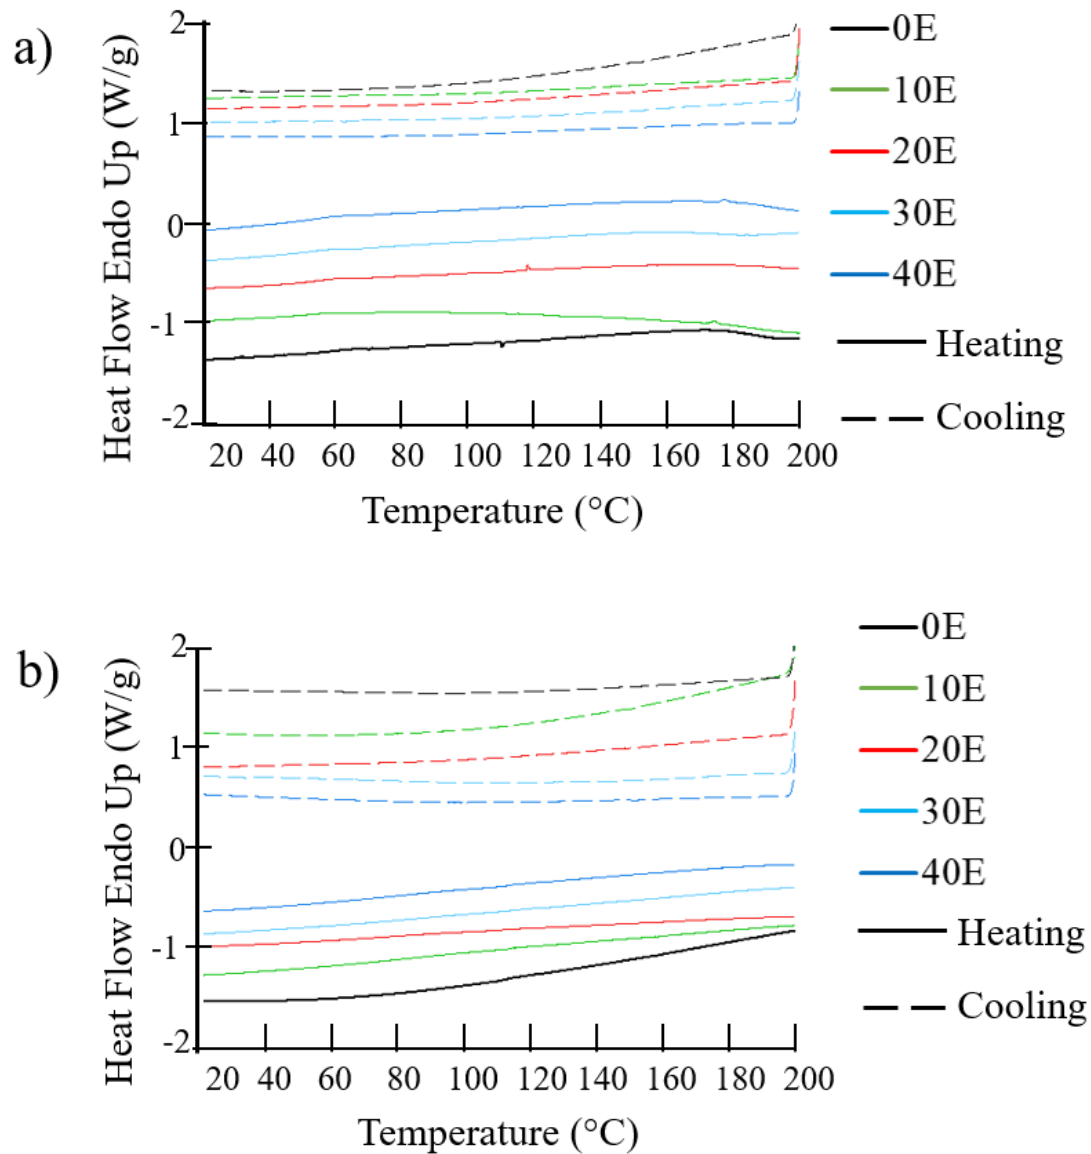 a)
Heat Flow Endo Up (W/g)
2
1
0
-1
-2
20 40 60 80 100 120 140 160 180 200
Temperature (°C)
0E
10E
20E
30E
40E
Heating
Cooling
b)
Heat Flow Endo Up (W/g)
2
1
0
-1
-2
20 40 60 80 100 120 140 160 180 200
Temperature (°C)
0E
10E
20E
30E
40E
Heating
Cooling